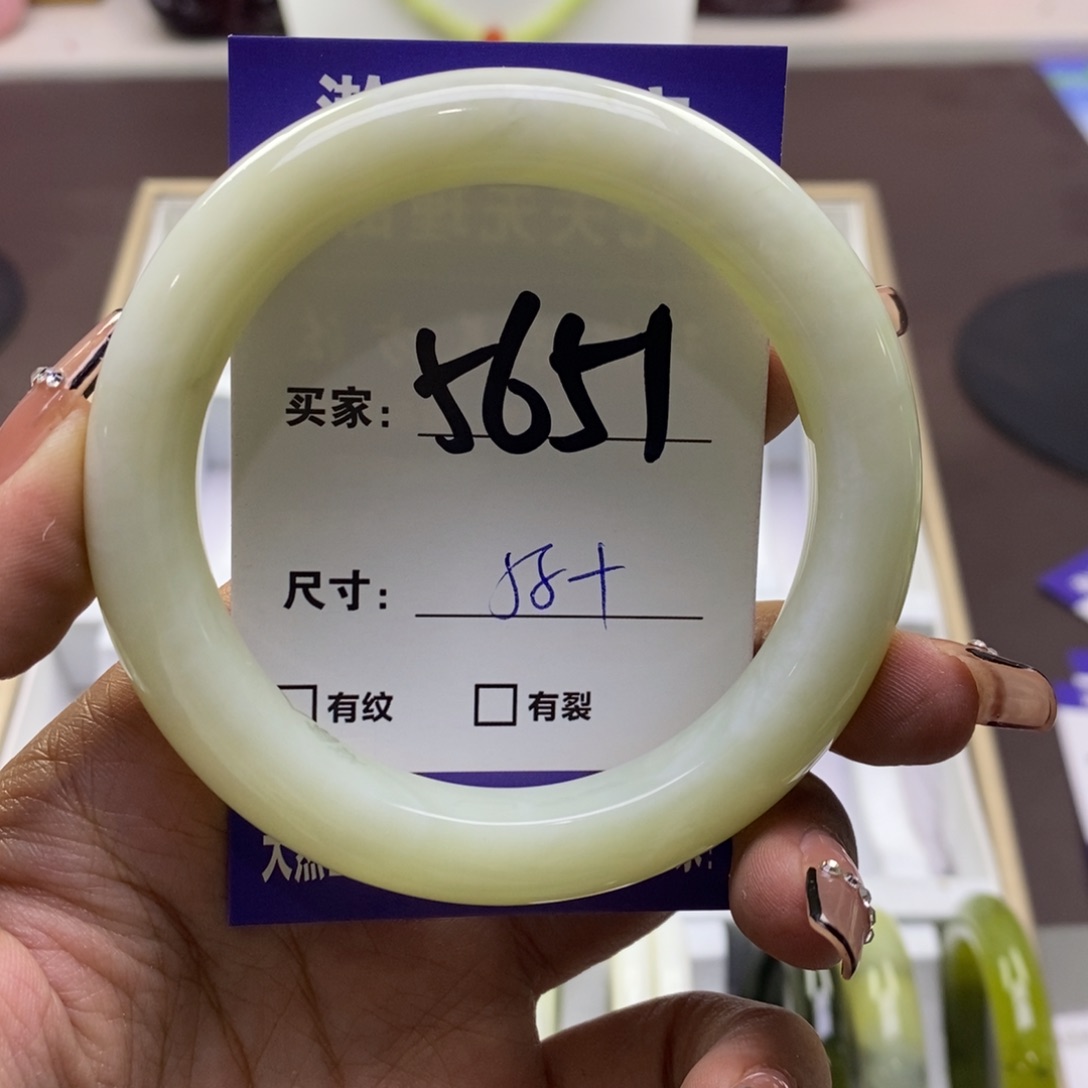 买家: 5651
尺寸: 58+
有纹 有裂